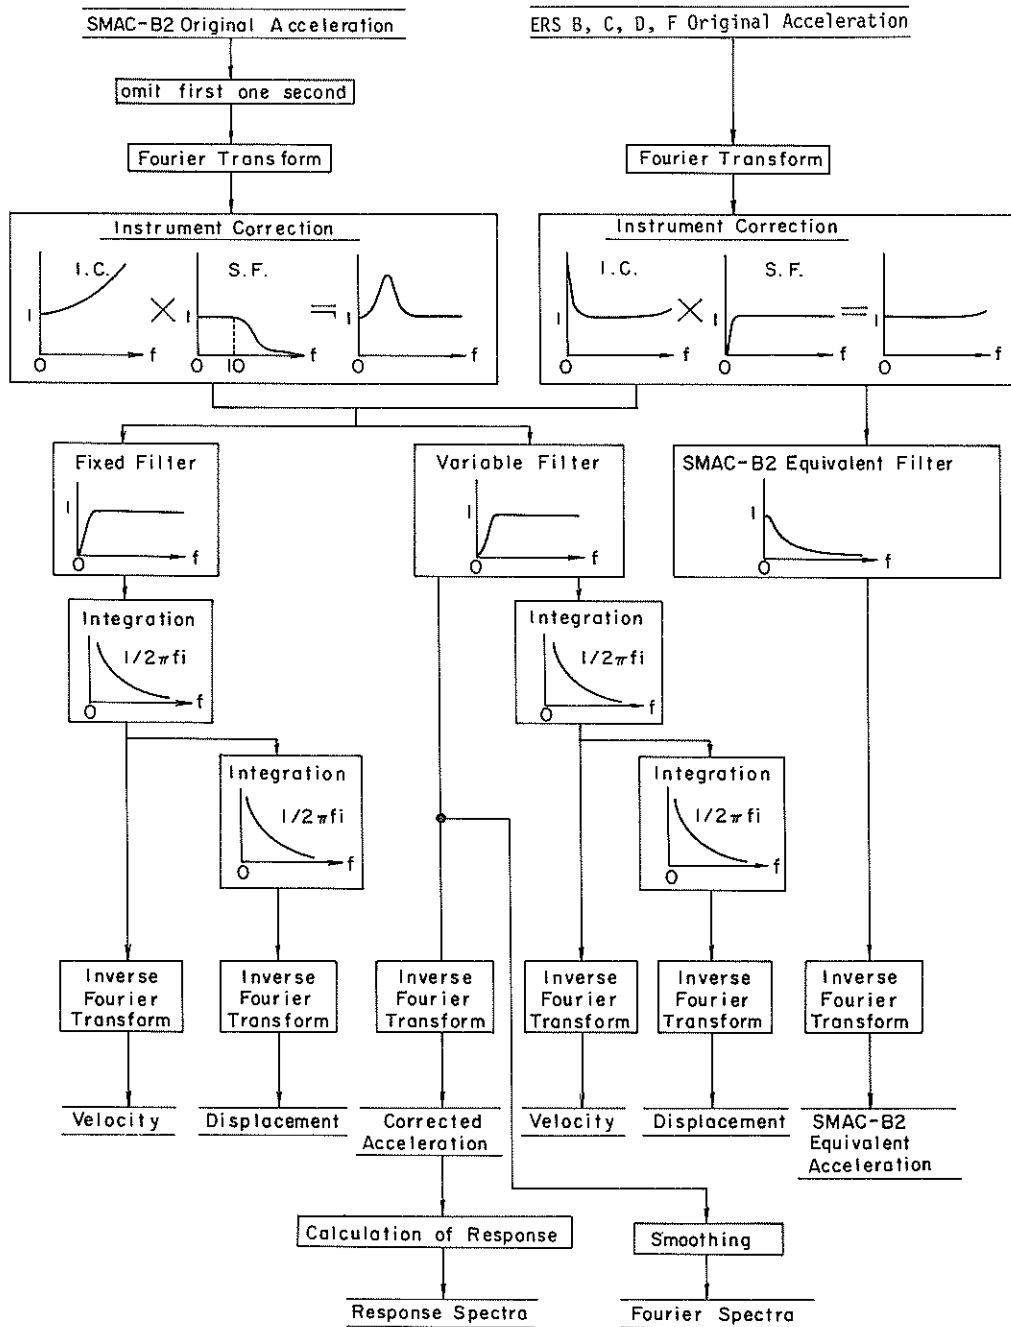 SMAC-B2 Original Acceleration
ERS B, C, D, F Original Acceleration
omit first one second
Fourier Transform
Fourier Transform
Instrument Correction
I.C.
S.F.
1
×
1
=
1
0
f
0
10
f
0
f
Instrument Correction
I.C.
S.F.
1
×
1
=
1
0
f
0
f
0
f
Fixed Filter
1
0
f
Variable Filter
1
0
f
SMAC-B2 Equivalent Filter
1
0
f
Integration
1/2πfi
0
f
Integration
1/2πfi
0
f
Integration
1/2πfi
0
f
Integration
1/2πfi
0
f
Inverse
Fourier
Transform
Inverse
Fourier
Transform
Inverse
Fourier
Transform
Inverse
Fourier
Transform
Inverse
Fourier
Transform
Inverse
Fourier
Transform
Velocity
Displacement
Corrected
Acceleration
Velocity
Displacement
SMAC-B2
Equivalent
Acceleration
Calculation of Response
Smoothing
Response Spectra
Fourier Spectra